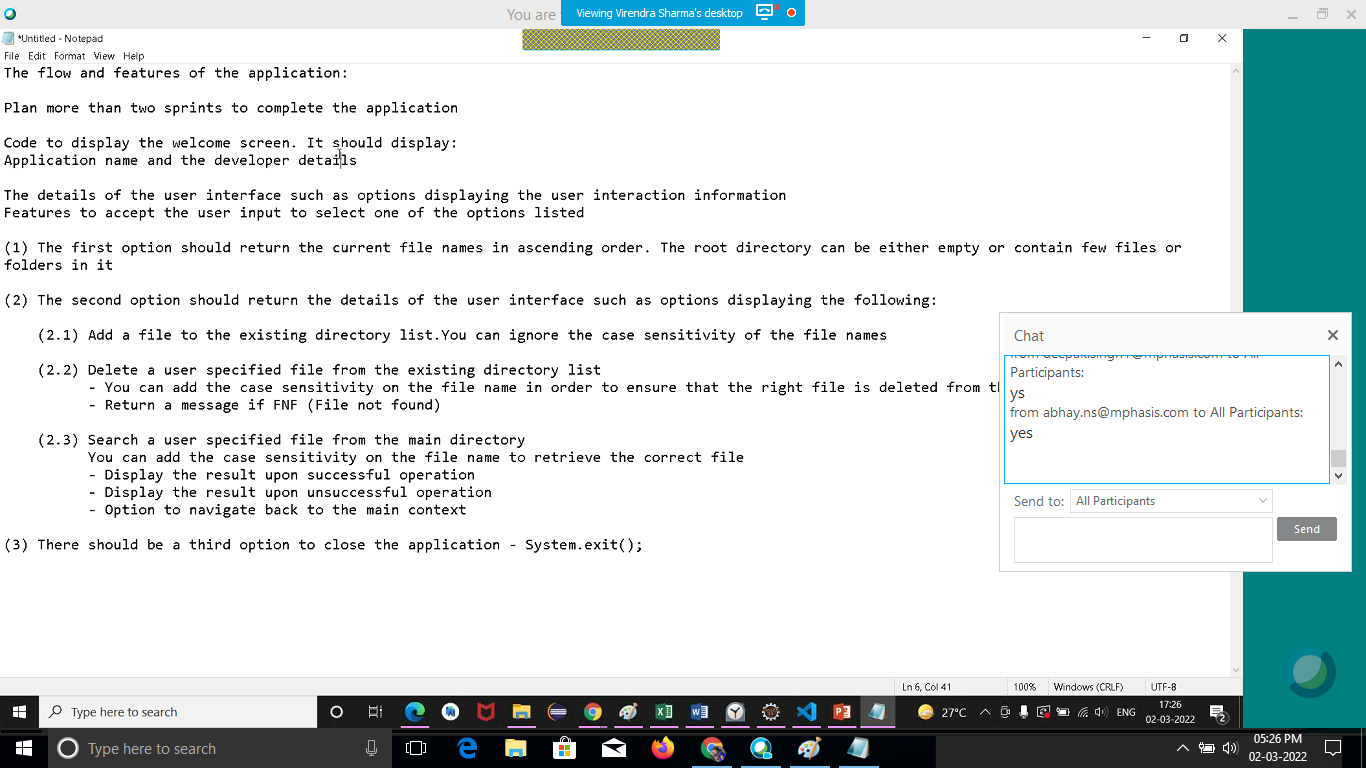 You are
Viewing Virendra Sharma's desktop
*Untitled - Notepad
File Edit Format View Help
The flow and features of the application:
Plan more than two sprints to complete the application
Code to display the welcome screen. It should display:
Application name and the developer details
The details of the user interface such as options displaying the user interaction information
Features to accept the user input to select one of the options listed
(1) The first option should return the current file names in ascending order. The root directory can be either empty or contain few files or
folders in it
(2) The second option should return the details of the user interface such as options displaying the following:
(2.1) Add a file to the existing directory list.You can ignore the case sensitivity of the file names
(2.2) Delete a user specified file from the existing directory list
- You can add the case sensitivity on the file name in order to ensure that the right file is deleted from
- Return a message if FNF (File not found)
(2.3) Search a user specified file from the main directory
You can add the case sensitivity on the file name to retrieve the correct file
- Display the result upon successful operation
- Display the result upon unsuccessful operation
- Option to navigate back to the main context
(3) There should be a third option to close the application - System.exit();
Chat
Participants:
ys
from abhay.ns@mphasis.com to All Participants:
yes
Send to: All Participants
Send
Ln 6, Col 41 100% Windows (CRLF) UTF-8
Type here to search
27°C ENG
17:26
02-03-2022
2
Type here to search
05:26 PM
02-03-2022